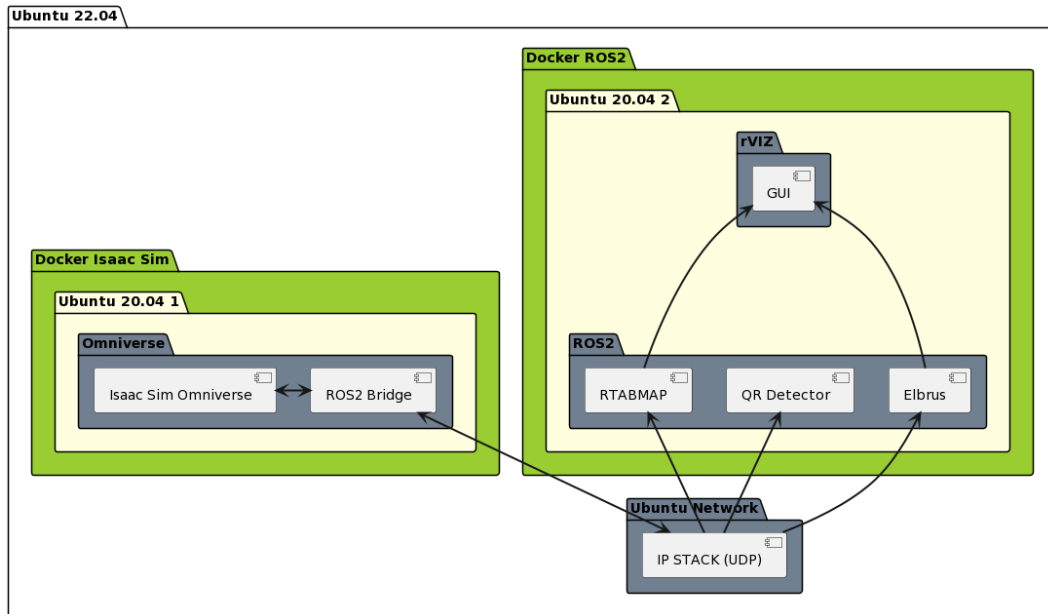 Ubuntu 22.04
Docker ROS2
Ubuntu 20.04 2
rVIZ
GUI
Docker Isaac Sim
Ubuntu 20.04 1
Omniverse
Isaac Sim Omniverse
ROS2 Bridge
ROS2
RTABMAP
QR Detector
Elbrus
Ubuntu Network
IP STACK (UDP)